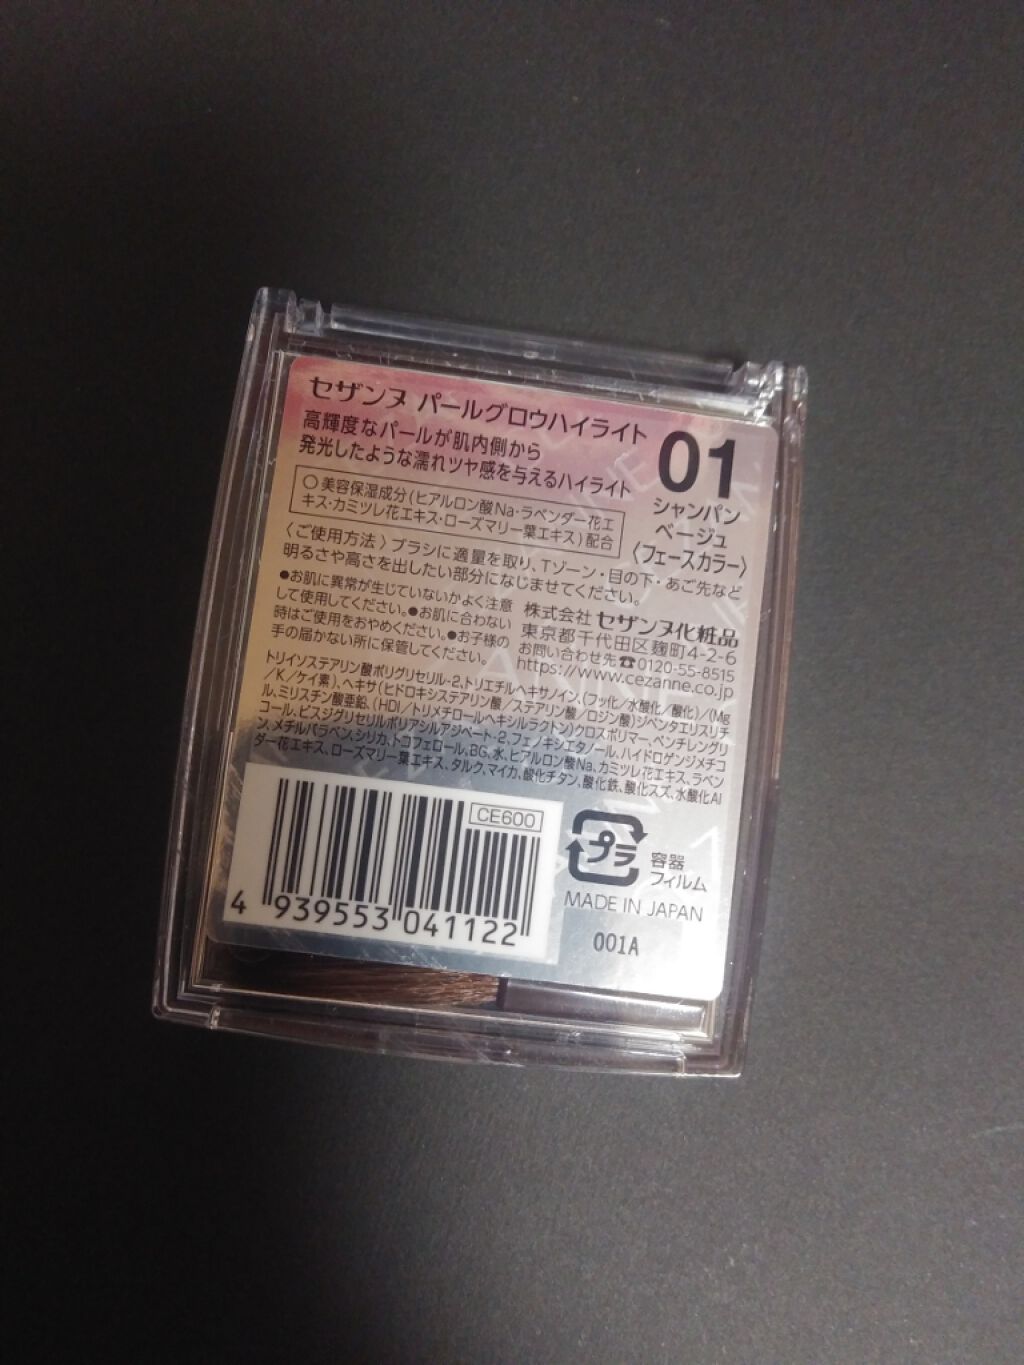 セザンヌ パールグロウハイライト
高輝度なパールが肌内側から
発光したような濡れツヤ感を与えるハイライト
01
シャンパン
ベージュ
〈フェースカラー〉
○美容保湿成分(ヒアルロン酸Na・ラベンダー花エ
キス・カミツレ花エキス・ローズマリー葉エキス)配合
〈ご使用方法〉ブラシに適量を取り、Tゾーン・目の下・あご先など
明るさや高さを出したい部分になじませてください。
●お肌に異常が生じていないかよく注意
して使用してください。●お肌に合わない
時はご使用をおやめください。●お子様の
手の届かない所に保管してください。
株式会社 セザンヌ化粧品
東京都千代田区麹町4-2-6
お問い合わせ先☎0120-55-8515
https://www.cezanne.co.jp
トリイソステアリン酸ポリグリセリル-2、トリエチルヘキサノイン、(フッ化/水酸化/酸化)/(Mg
/K/ケイ素)、ヘキサ(ヒドロキシステアリン酸/ステアリン酸/ロジン酸)ジペンタエリスリチ
ル、ミリスチン酸亜鉛、(HDI/トリメチロールヘキシルラクトン)クロスポリマー、ペンチレングリ
コール、ビスジグリセリルポリアシルアジペート-2、フェノキシエタノール、ハイドロゲンジメチコ
ン、メチルパラベン、シリカ、トコフェロール、BG、水、ヒアルロン酸Na、カミツレ花エキス、ラベン
ダー花エキス、ローズマリー葉エキス、タルク、マイカ、酸化チタン、酸化鉄、酸化スズ、水酸化Al
CE600
4 939553 041122
プラ
容器
フィルム
MADE IN JAPAN
001A